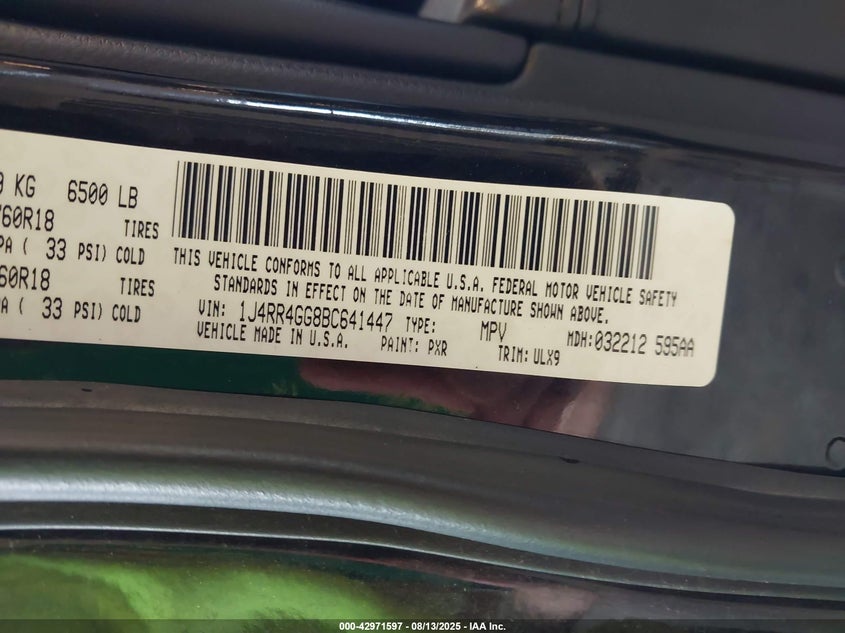 9 KG 6500 LB
/60R18 TIRES
PA ( 33 PSI) COLD
60R18 TIRES
( 33 PSI) COLD
THIS VEHICLE CONFORMS TO ALL APPLICABLE U.S.A. FEDERAL MOTOR VEHICLE SAFETY
STANDARDS IN EFFECT ON THE DATE OF MANUFACTURE SHOWN ABOVE.
VIN: 1J4RR4GG8BC641447 TYPE: MPV MDH:032212 595AA
VEHICLE MADE IN U.S.A. PAINT: PXR TRIM: ULX9
000-42971597 - 08/13/2025 - IAA Inc.